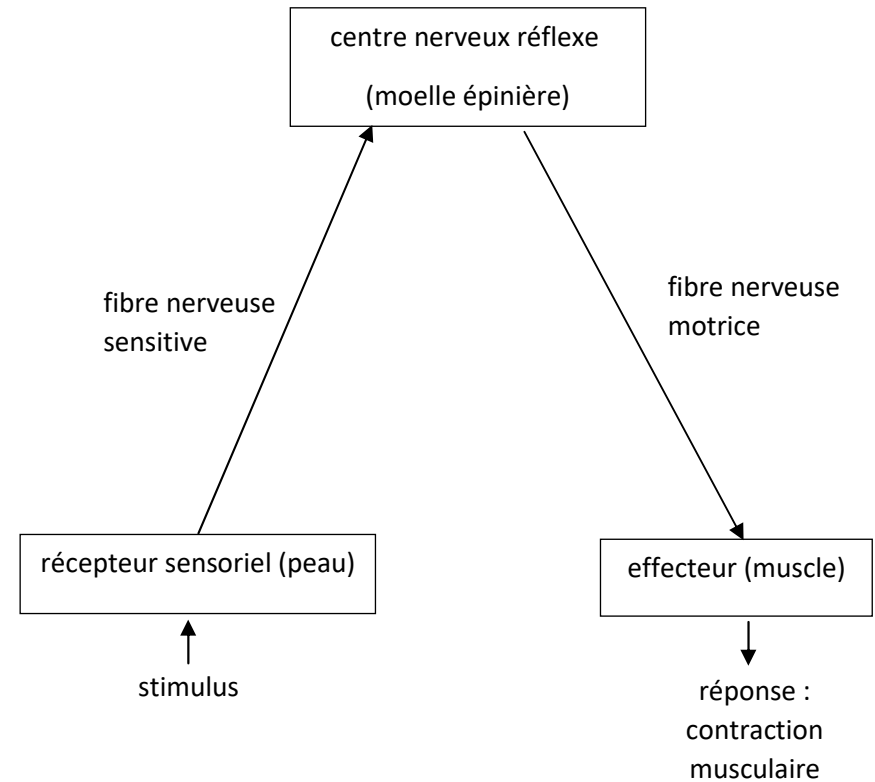 centre nerveux réflexe
(moelle épinière)
fibre nerveuse
sensitive
fibre nerveuse
motrice
récepteur sensoriel (peau)
effecteur (muscle)
stimulus
réponse :
contraction
musculaire